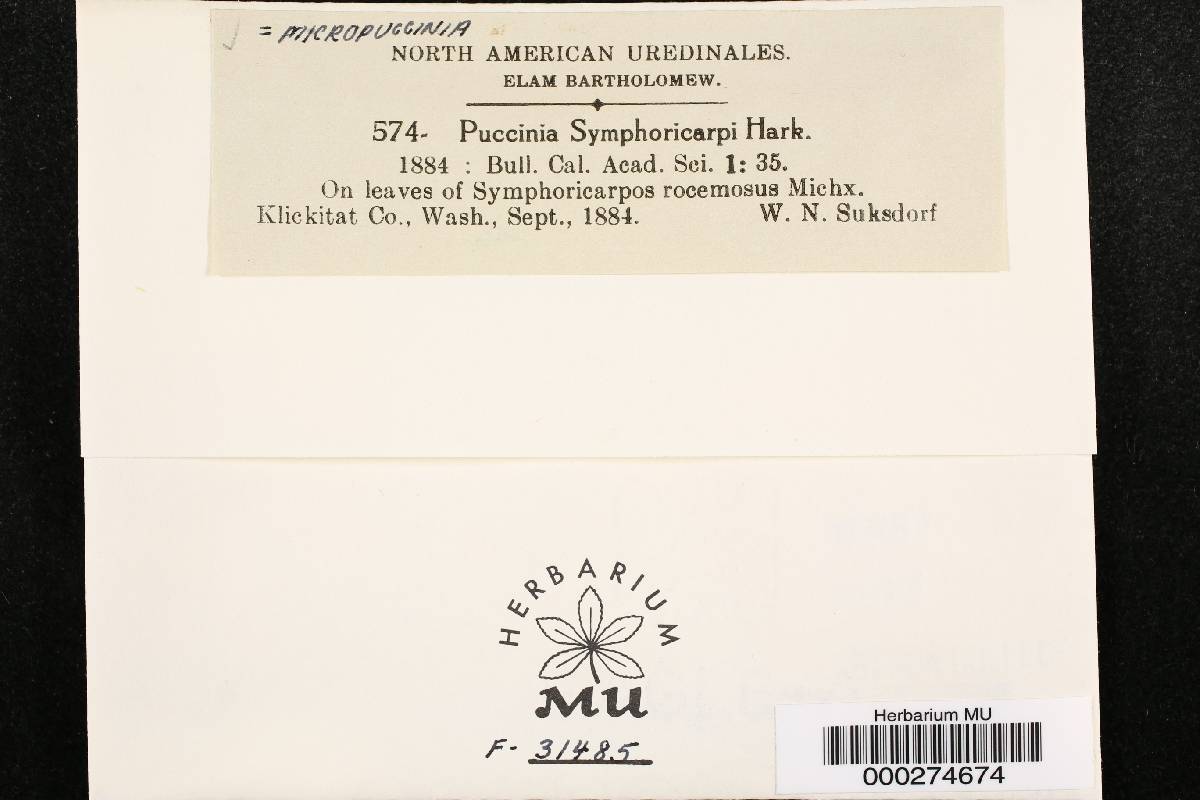 = MICROPUCCINIA
NORTH AMERICAN UREDINALES.
ELAM BARTHOLOMEW.
574- Puccinia Symphoricarpi Hark.
1884 : Bull. Cal. Acad. Sci. 1: 35.
On leaves of Symphoricarpos rocemosus Michx.
Klickitat Co., Wash., Sept., 1884. W. N. Suksdorf
HERBARIUM
MU
F- 31485
Herbarium MU
000274674